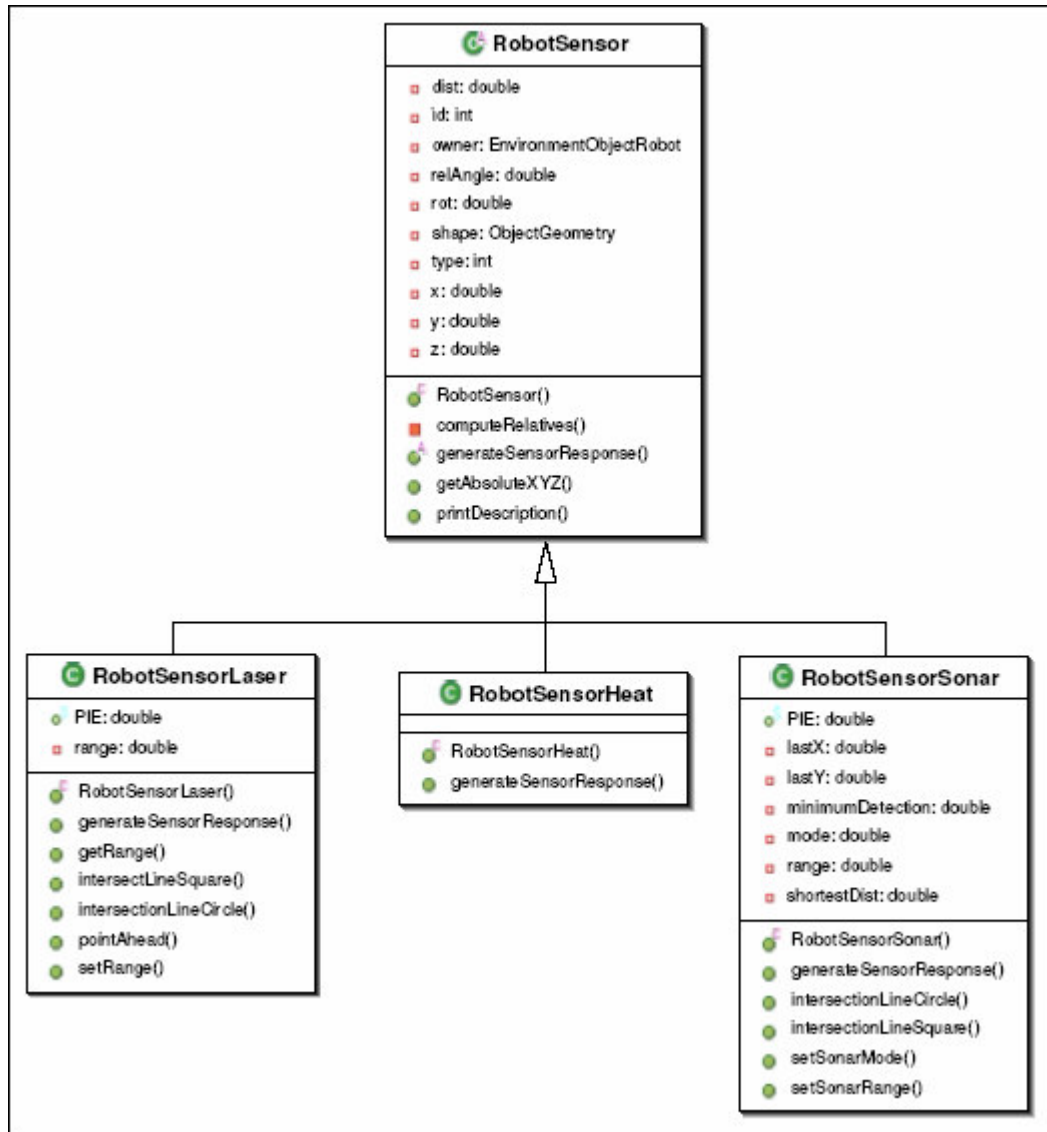 RobotSensor
dist: double
id: int
owner: EnvironmentObjectRobot
relAngle: double
rot: double
shape: ObjectGeometry
type: int
x: double
y: double
z: double
RobotSensor()
computeRelatives()
generateSensorResponse()
getAbsoluteXYZ()
printDescription()
RobotSensorLaser
PIE: double
range: double
RobotSensorLaser()
generateSensorResponse()
getRange()
intersectLineSquare()
intersectionLineCircle()
pointAhead()
setRange()
RobotSensorHeat
RobotSensorHeat()
generateSensorResponse()
RobotSensorSonar
PIE: double
lastX: double
lastY: double
minimumDetection: double
mode: double
range: double
shortestDist: double
RobotSensorSonar()
generateSensorResponse()
intersectionLineCircle()
intersectionLineSquare()
setSonarMode()
setSonarRange()